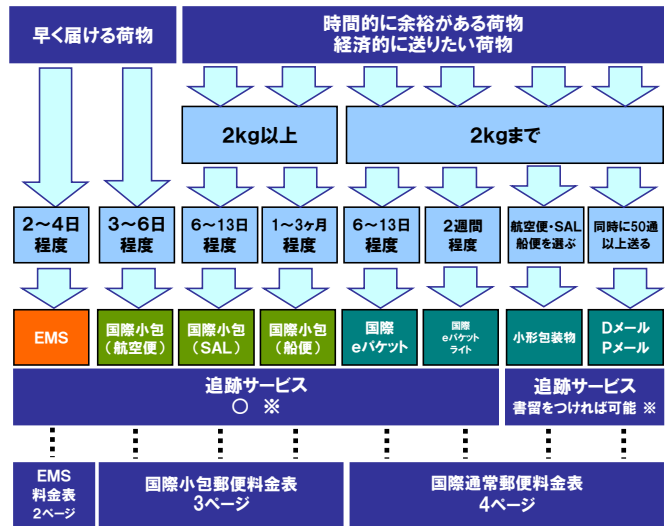 早く届ける荷物
時間的に余裕がある荷物
経済的に送りたい荷物
2kg以上
2kgまで
2～4日
程度
3～6日
程度
6～13日
程度
1～3ヶ月
程度
6～13日
程度
2週間
程度
航空便・SAL
船便を選ぶ
同時に50通
以上送る
EMS
国際小包
（航空便）
国際小包
（SAL）
国際小包
（船便）
国際
eパケット
国際
eパケット
ライト
小形包装物
Dメール
Pメール
追跡サービス
○ ※
追跡サービス
書留をつければ可能 ※
EMS
料金表
2ページ
国際小包郵便料金表
3ページ
国際通常郵便料金表
4ページ